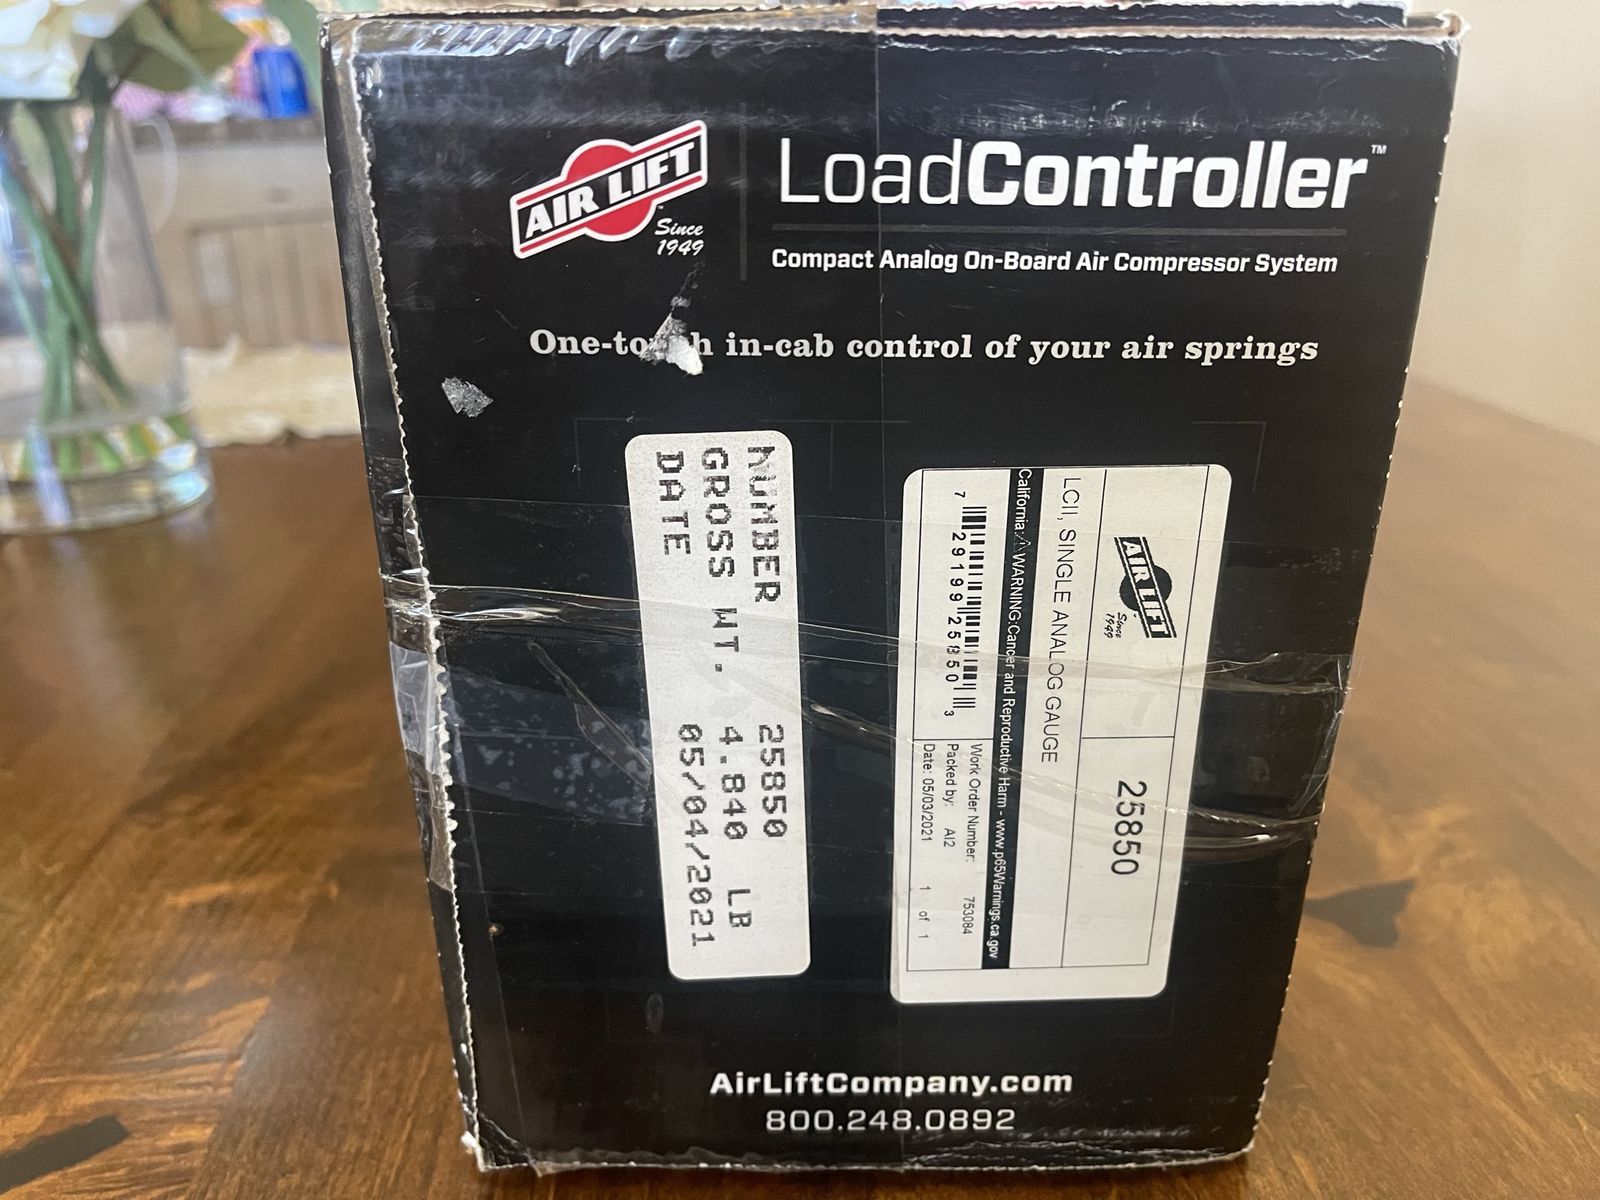 AIR LIFT
Since
1949
LoadController™
Compact Analog On-Board Air Compressor System
One-touch in-cab control of your air springs
NUMBER 25850
GROSS WT. 4.840 LB
DATE 05/04/2021
AIR LIFT
Since
1949
25850
LCII, SINGLE ANALOG GAUGE
California: ⚠ WARNING:Cancer and Reproductive Harm - www.p65Warnings.ca.gov
7 29199 25850 3
Work Order Number: 753084
Packed by: AI2
Date: 05/03/2021 1 of 1
AirLiftCompany.com
800.248.0892